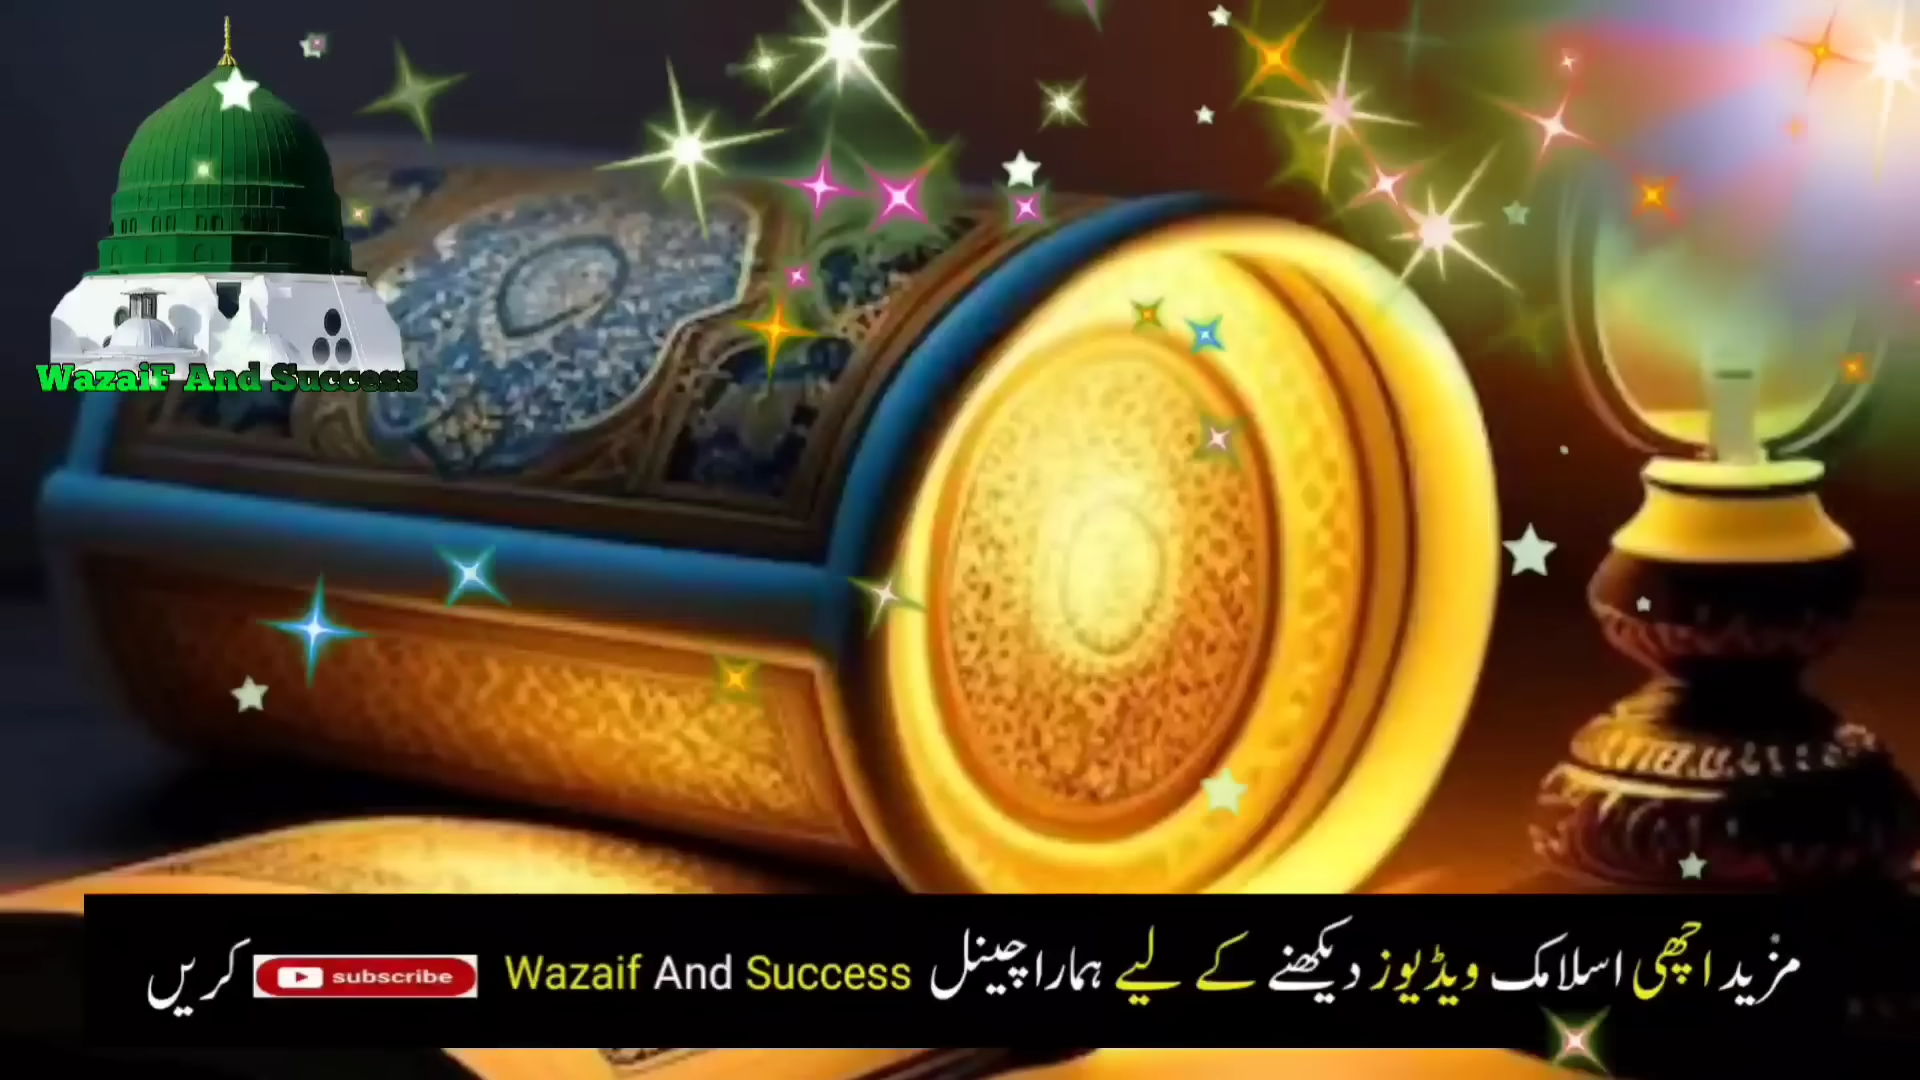 WazaiF And Success
مزید اچھی اسلامک ویڈیوز دیکھنے کے لیے ہمارا چینل Wazaif And Success subscribe کریں